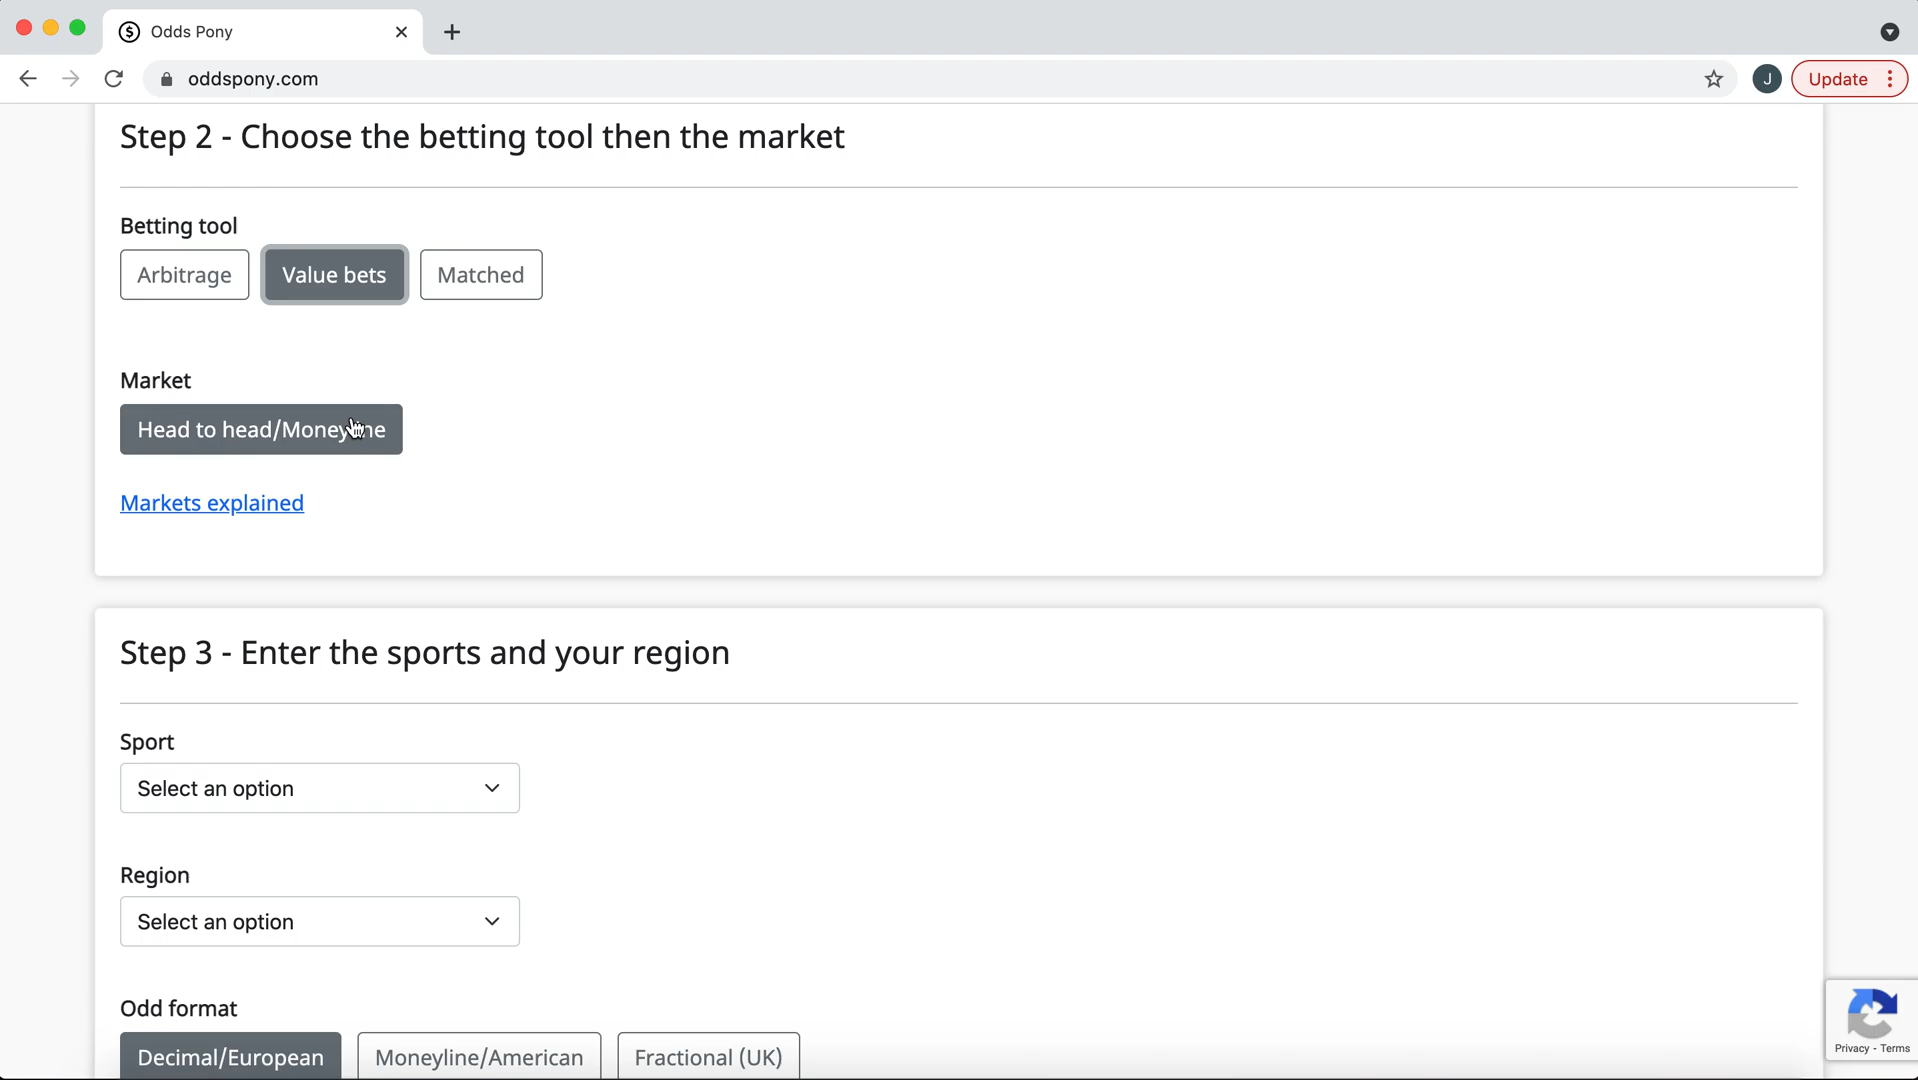 Odds Pony
oddspony.com
J
Update
Step 2 - Choose the betting tool then the market
Betting tool
Arbitrage
Value bets
Matched
Market
Head to head/Moneyline
Markets explained
Step 3 - Enter the sports and your region
Sport
Select an option
Region
Select an option
Odd format
Decimal/European
Moneyline/American
Fractional (UK)
Privacy - Terms